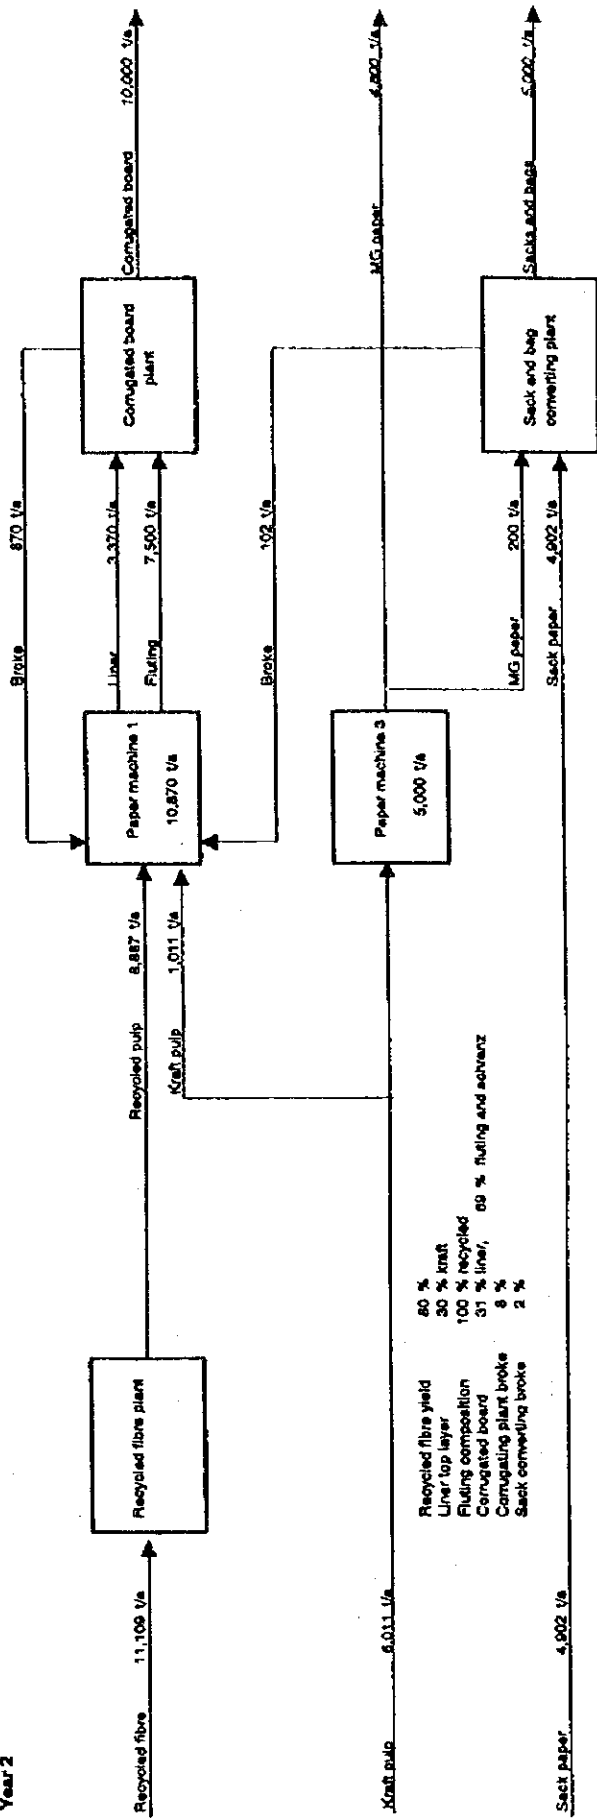 Year 2
Recycled fibre 11,109 t/a
Recycled fibre plant
Recycled pulp 8,887 t/a
Kraft pulp 1,011 t/a
Paper machine 1
10,870 t/a
Broke 870 t/a
Liner 3,370 t/a
Fluting 7,500 t/a
Corrugated board
plant
Corrugated board 10,000 t/a
Broke 102 t/a
Kraft pulp 6,011 t/a
Paper machine 3
5,000 t/a
MG paper 4,800 t/a
MG paper 200 t/a
Sack paper 4,902 t/a
Sack and bag
converting plant
Sacks and bags 5,000 t/a
Recycled fibre yield 80 %
Liner top layer 30 % kraft
Fluting composition 100 % recycled
Corrugated board 31 % liner, 69 % fluting and schranz
Corrugating plant broke 8 %
Sack converting broke 2 %
Sack paper 4,902 t/a